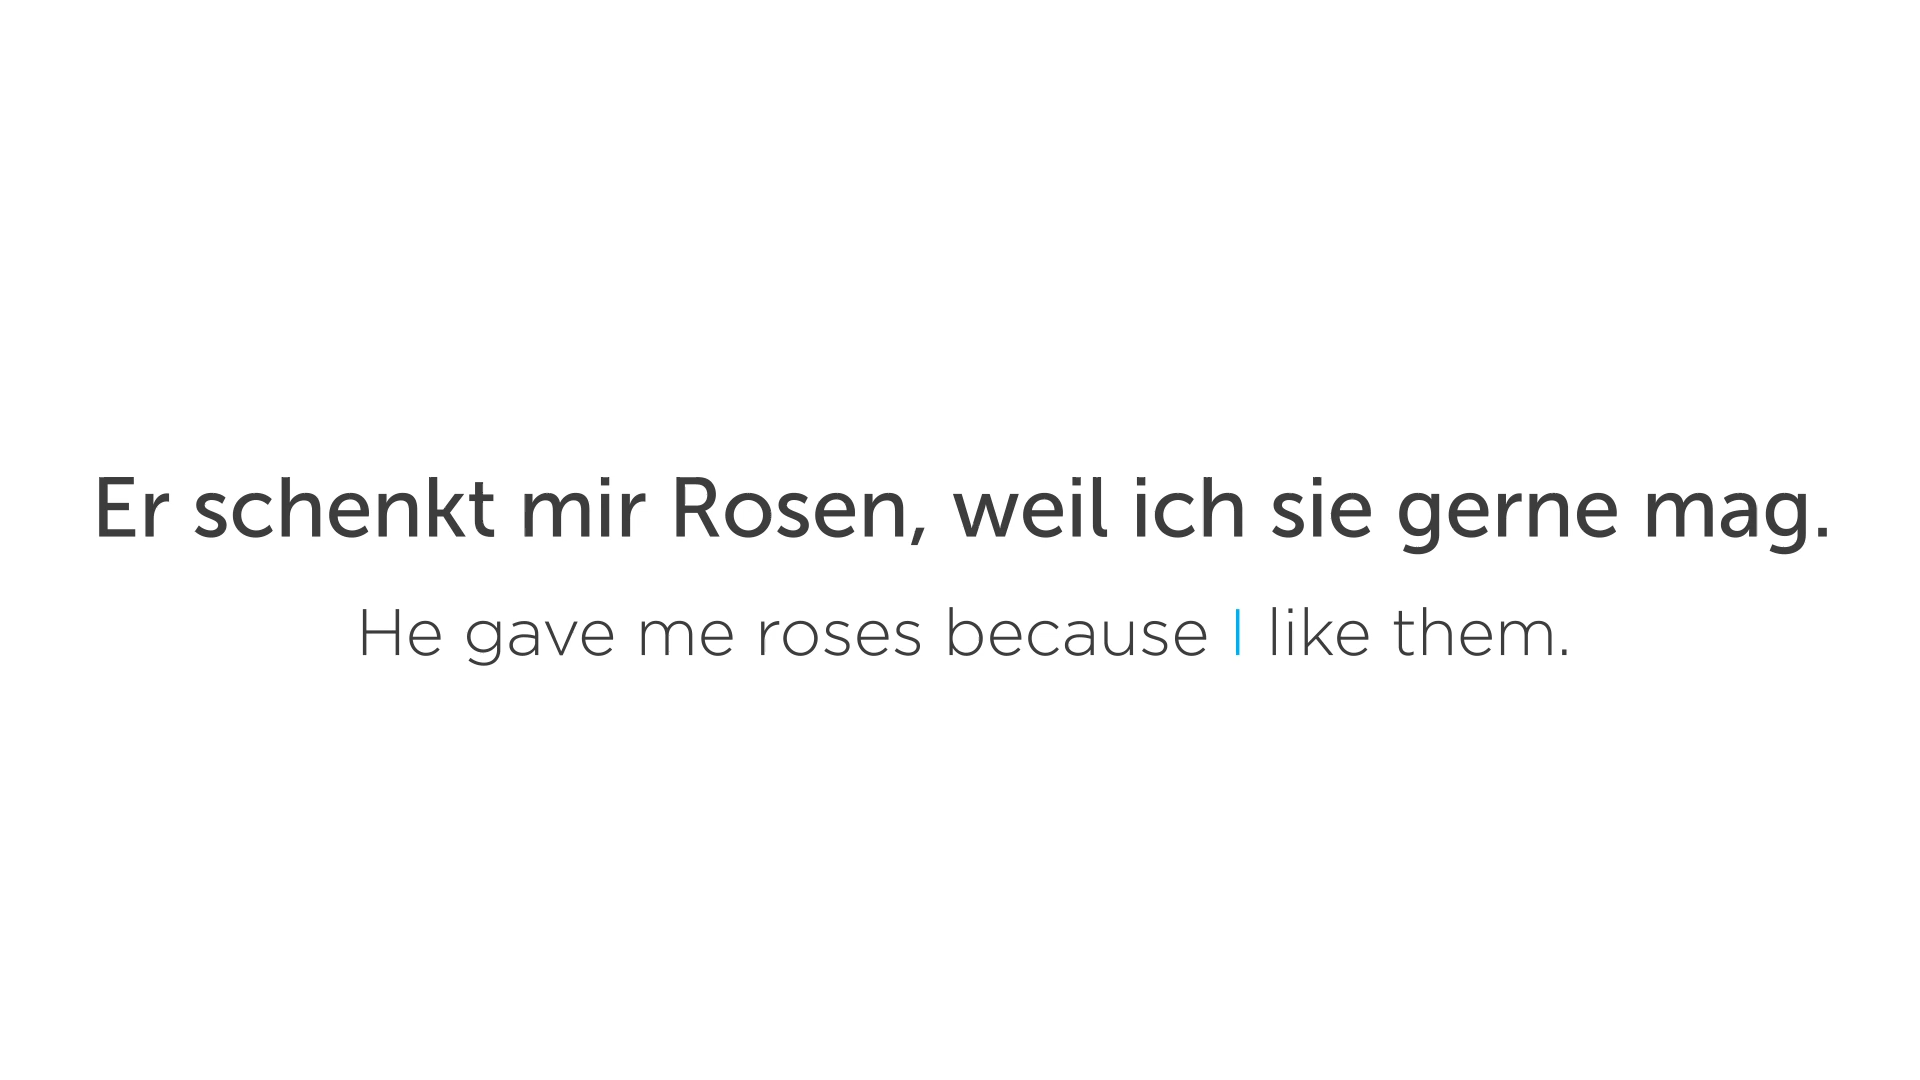 Er schenkt mir Rosen, weil ich sie gerne mag.
He gave me roses because I like them.